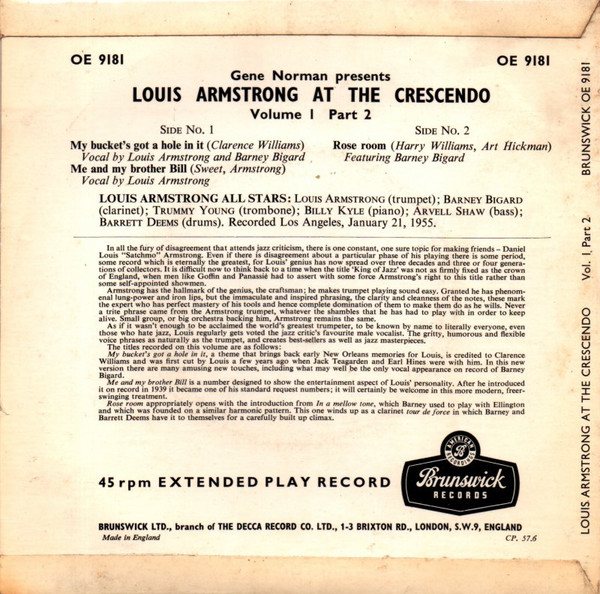 OE 9181
OE 9181
Gene Norman presents
LOUIS ARMSTRONG AT THE CRESCENDO
Volume 1 Part 2
SIDE NO. 1
My bucket's got a hole in it (Clarence Williams)
Vocal by Louis Armstrong and Barney Bigard
Me and my brother Bill (Sweet, Armstrong)
Vocal by Louis Armstrong
SIDE NO. 2
Rose room (Harry Williams, Art Hickman)
Featuring Barney Bigard
LOUIS ARMSTRONG ALL STARS: LOUIS ARMSTRONG (trumpet); BARNEY BIGARD
(clarinet); TRUMMY YOUNG (trombone); BILLY KYLE (piano); ARVELL SHAW (bass);
BARRETT DEEMS (drums). Recorded Los Angeles, January 21, 1955.
In all the fury of disagreement that attends jazz criticism, there is one constant, one sure topic for making friends – Daniel
Louis "Satchmo" Armstrong. Even if there is disagreement about a particular phase of his playing there is some period,
some record which is eternally the greatest, for Louis' genius has now spread over three decades and three or four genera-
tions of collectors. It is difficult now to think back to a time when the title 'King of Jazz' was not as firmly fixed as the crown
of England, when men like Goffin and Panassié had to assert with some force Armstrong's right to this title rather than
some self-appointed showmen.
Armstrong has the hallmark of the genius, the craftsman; he makes trumpet playing sound easy. Granted he has phenom-
enal lung-power and iron lips, but the immaculate and inspired phrasing, the clarity and cleanness of the notes, these mark
the expert who has perfect mastery of his tools and hence complete domination of them to make them do as he wills. Never
a trite phrase came from the Armstrong trumpet, whatever the shambles that he has had to play with in order to keep
alive. Small group, or big orchestra backing him, Armstrong remains the same.
As if it wasn't enough to be acclaimed the world's greatest trumpeter, to be known by name to literally everyone, even
those who hate jazz, Louis regularly gets voted the jazz critic's favourite male vocalist. The gritty, humorous and flexible
voice phrases as naturally as the trumpet, and creates best-sellers as well as jazz masterpieces.
The titles recorded on this volume are as follows:
My bucket's got a hole in it, a theme that brings back early New Orleans memories for Louis, is credited to Clarence
Williams and was first cut by Louis a few years ago when Jack Teagarden and Earl Hines were with him. In this new
version there are many amusing new touches, including what may well be the only vocal appearance on record of Barney
Bigard.
Me and my brother Bill is a number designed to show the entertainment aspect of Louis' personality. After he introduced
it on record in 1939 it became one of his standard request numbers; it will certainly be welcome in this more modern, freer-
swinging treatment.
Rose room appropriately opens with the introduction from In a mellow tone, which Barney used to play with Ellington
and which was founded on a similar harmonic pattern. This one winds up as a clarinet tour de force in which Barney and
Barrett Deems have it to themselves for a carefully built up climax.
45 rpm EXTENDED PLAY RECORD
AMERICAN
RECORDING
Brunswick
RECORDS
BRUNSWICK LTD., branch of THE DECCA RECORD CO. LTD., 1-3 BRIXTON RD., LONDON, S.W.9, ENGLAND
Made in England
CP. 57.6
LOUIS ARMSTRONG AT THE CRESCENDO Vol. 1, Part 2 BRUNSWICK OE 9181